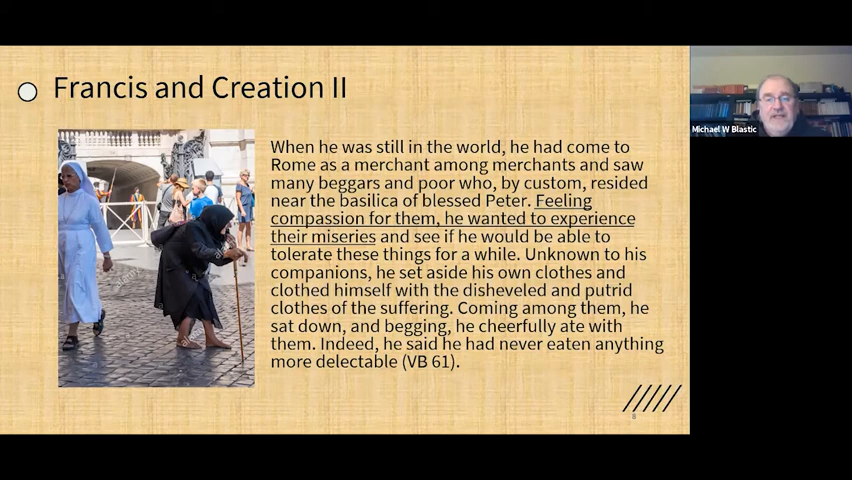 Francis and Creation II
When he was still in the world, he had come to
Rome as a merchant among merchants and saw
many beggars and poor who, by custom, resided
near the basilica of blessed Peter. Feeling
compassion for them, he wanted to experience
their miseries and see if he would be able to
tolerate these things for a while. Unknown to his
companions, he set aside his own clothes and
clothed himself with the disheveled and putrid
clothes of the suffering. Coming among them, he
sat down, and begging, he cheerfully ate with
them. Indeed, he said he had never eaten anything
more delectable (VB 61).
8
Michael W Blastic